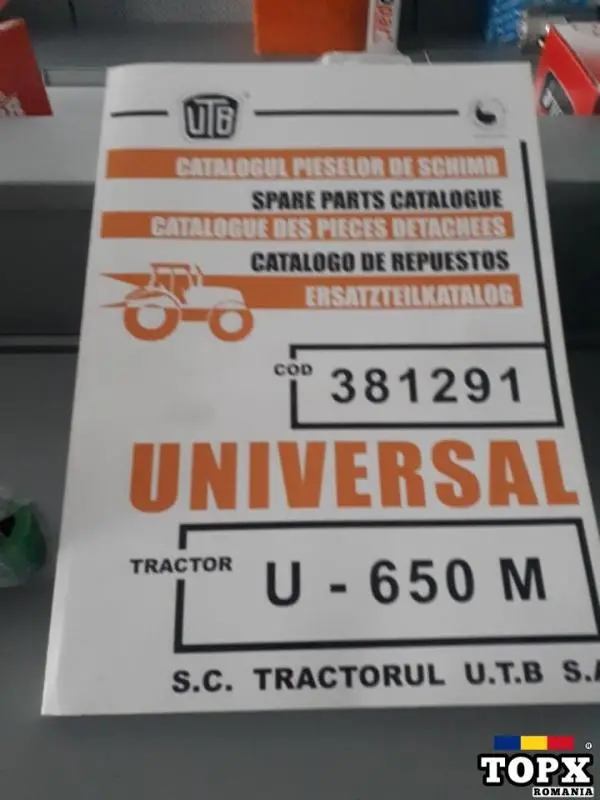 par
UTB
CATALOGUL PIESELOR DE SCHIMB
SPARE PARTS CATALOGUE
CATALOGUE DES PIECES DETACHEES
CATALOGO DE REPUESTOS
ERSATZTEILKATALOG
COD 381291
UNIVERSAL
TRACTOR U - 650 M
S.C. TRACTORUL U.T.B S.A
TOPX
ROMANIA